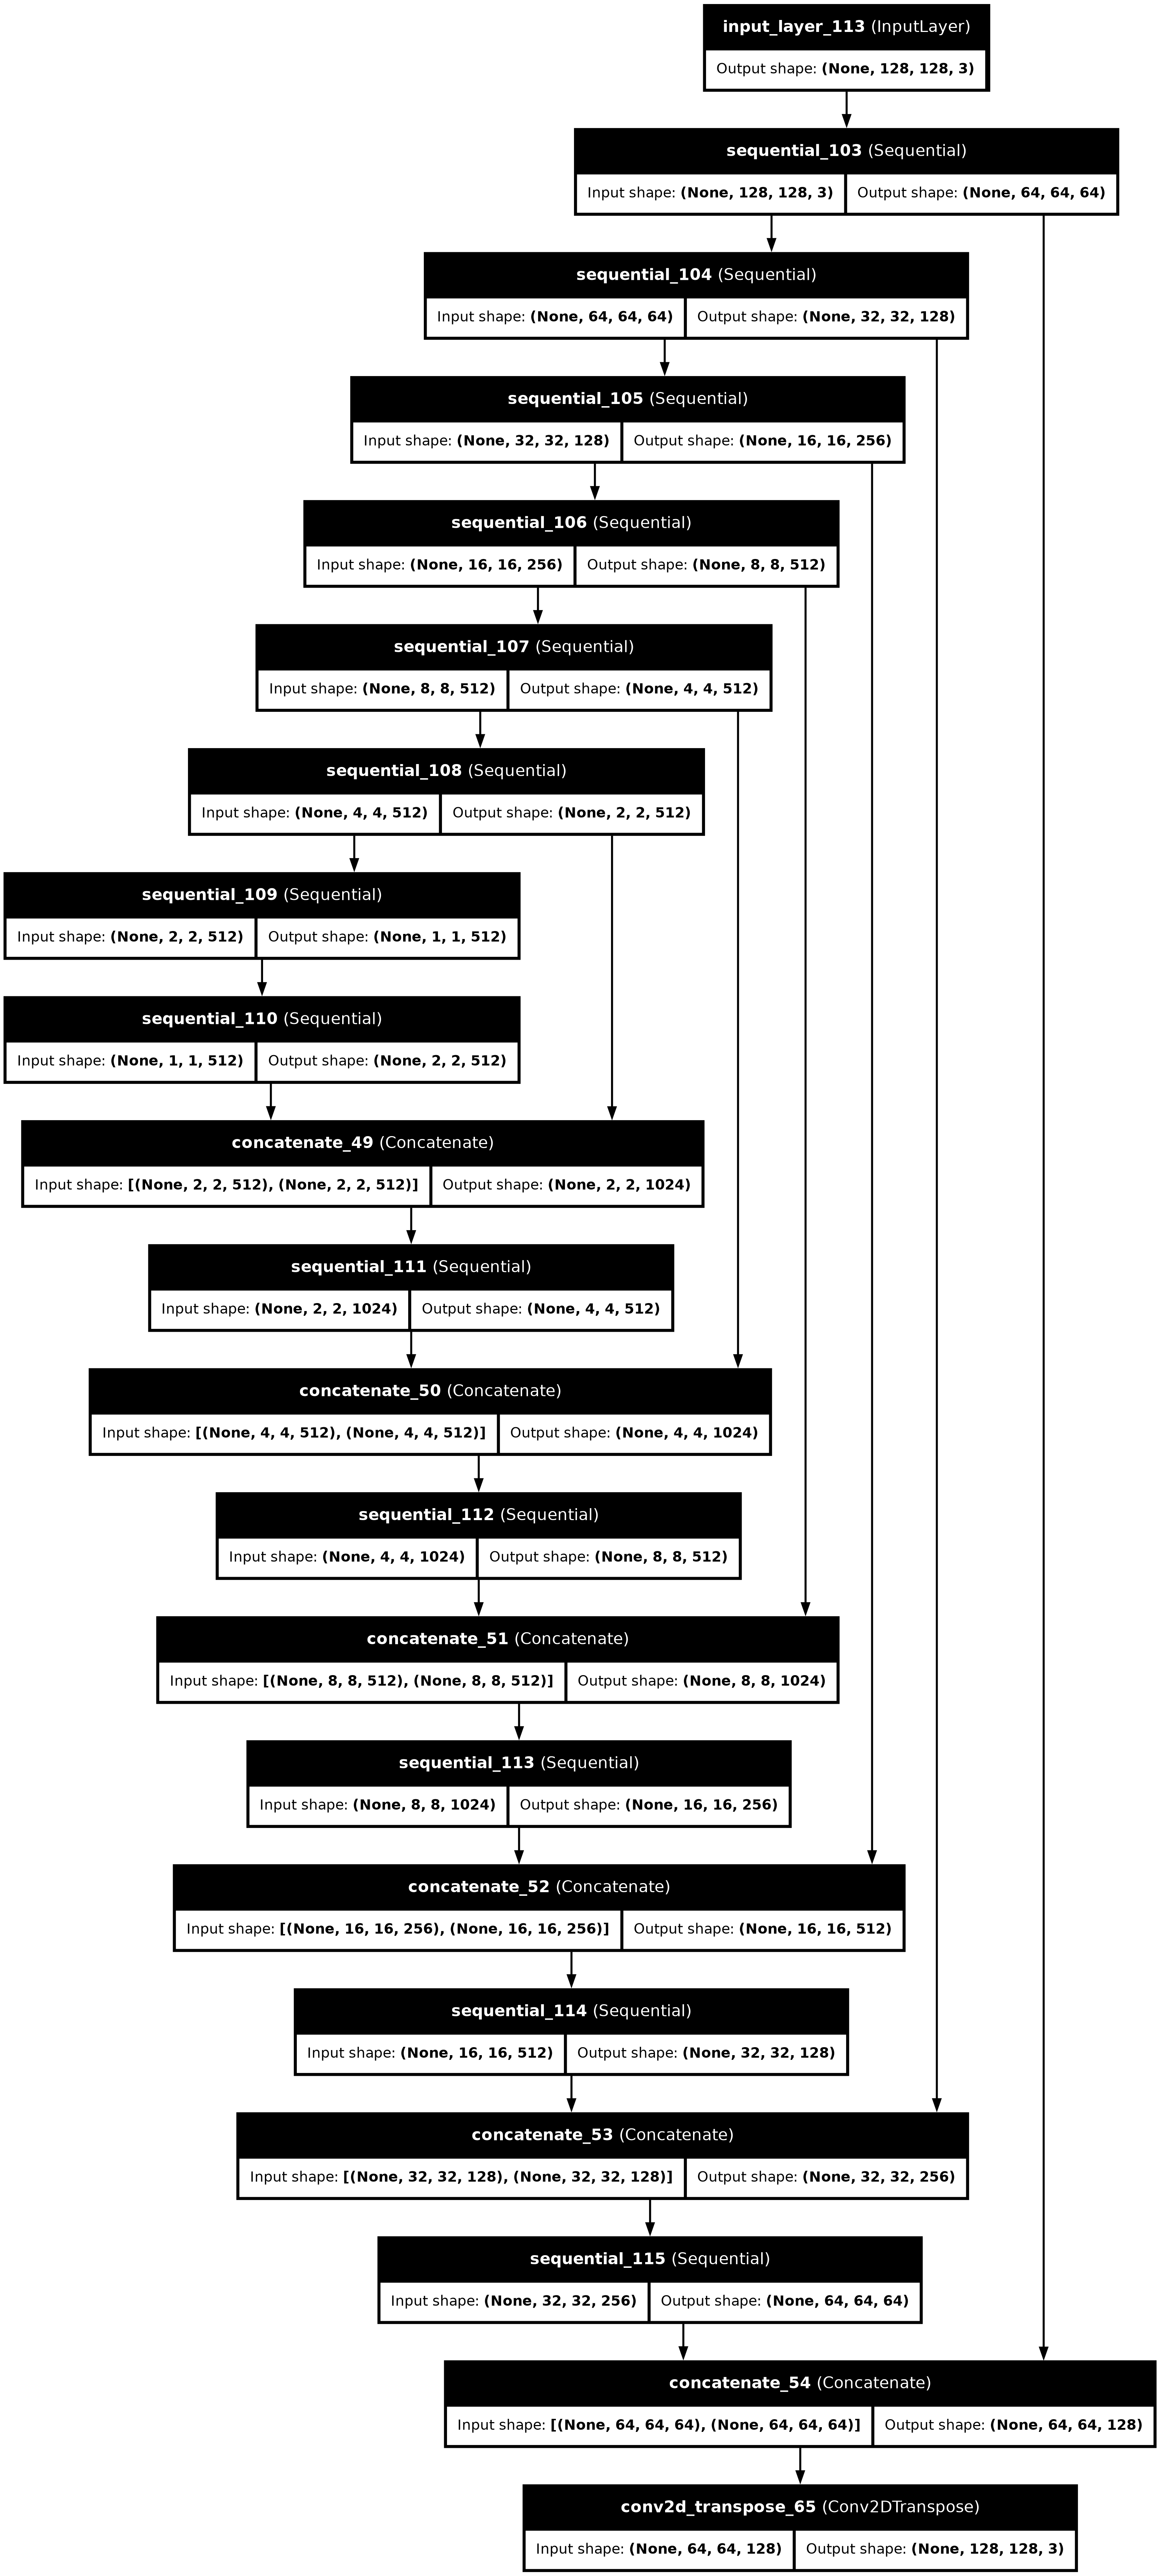 input_layer_113 (InputLayer)
Output shape: (None, 128, 128, 3)
sequential_103 (Sequential)
Input shape: (None, 128, 128, 3) Output shape: (None, 64, 64, 64)
sequential_104 (Sequential)
Input shape: (None, 64, 64, 64) Output shape: (None, 32, 32, 128)
sequential_105 (Sequential)
Input shape: (None, 32, 32, 128) Output shape: (None, 16, 16, 256)
sequential_106 (Sequential)
Input shape: (None, 16, 16, 256) Output shape: (None, 8, 8, 512)
sequential_107 (Sequential)
Input shape: (None, 8, 8, 512) Output shape: (None, 4, 4, 512)
sequential_108 (Sequential)
Input shape: (None, 4, 4, 512) Output shape: (None, 2, 2, 512)
sequential_109 (Sequential)
Input shape: (None, 2, 2, 512) Output shape: (None, 1, 1, 512)
sequential_110 (Sequential)
Input shape: (None, 1, 1, 512) Output shape: (None, 2, 2, 512)
concatenate_49 (Concatenate)
Input shape: [(None, 2, 2, 512), (None, 2, 2, 512)] Output shape: (None, 2, 2, 1024)
sequential_111 (Sequential)
Input shape: (None, 2, 2, 1024) Output shape: (None, 4, 4, 512)
concatenate_50 (Concatenate)
Input shape: [(None, 4, 4, 512), (None, 4, 4, 512)] Output shape: (None, 4, 4, 1024)
sequential_112 (Sequential)
Input shape: (None, 4, 4, 1024) Output shape: (None, 8, 8, 512)
concatenate_51 (Concatenate)
Input shape: [(None, 8, 8, 512), (None, 8, 8, 512)] Output shape: (None, 8, 8, 1024)
sequential_113 (Sequential)
Input shape: (None, 8, 8, 1024) Output shape: (None, 16, 16, 256)
concatenate_52 (Concatenate)
Input shape: [(None, 16, 16, 256), (None, 16, 16, 256)] Output shape: (None, 16, 16, 512)
sequential_114 (Sequential)
Input shape: (None, 16, 16, 512) Output shape: (None, 32, 32, 128)
concatenate_53 (Concatenate)
Input shape: [(None, 32, 32, 128), (None, 32, 32, 128)] Output shape: (None, 32, 32, 256)
sequential_115 (Sequential)
Input shape: (None, 32, 32, 256) Output shape: (None, 64, 64, 64)
concatenate_54 (Concatenate)
Input shape: [(None, 64, 64, 64), (None, 64, 64, 64)] Output shape: (None, 64, 64, 128)
conv2d_transpose_65 (Conv2DTranspose)
Input shape: (None, 64, 64, 128) Output shape: (None, 128, 128, 3)